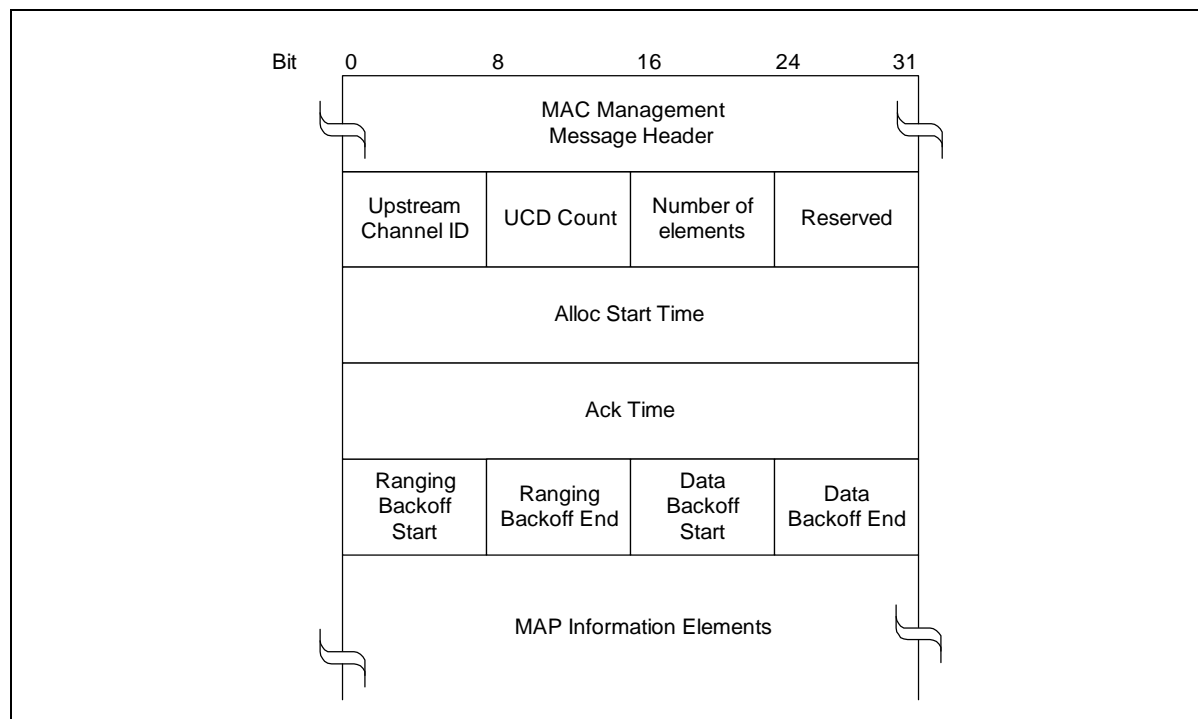 Bit 0 8 16 24 31
MAC Management
Message Header
Upstream
Channel ID
UCD Count
Number of
elements
Reserved
Alloc Start Time
Ack Time
Ranging
Backoff
Start
Ranging
Backoff End
Data
Backoff
Start
Data
Backoff End
MAP Information Elements